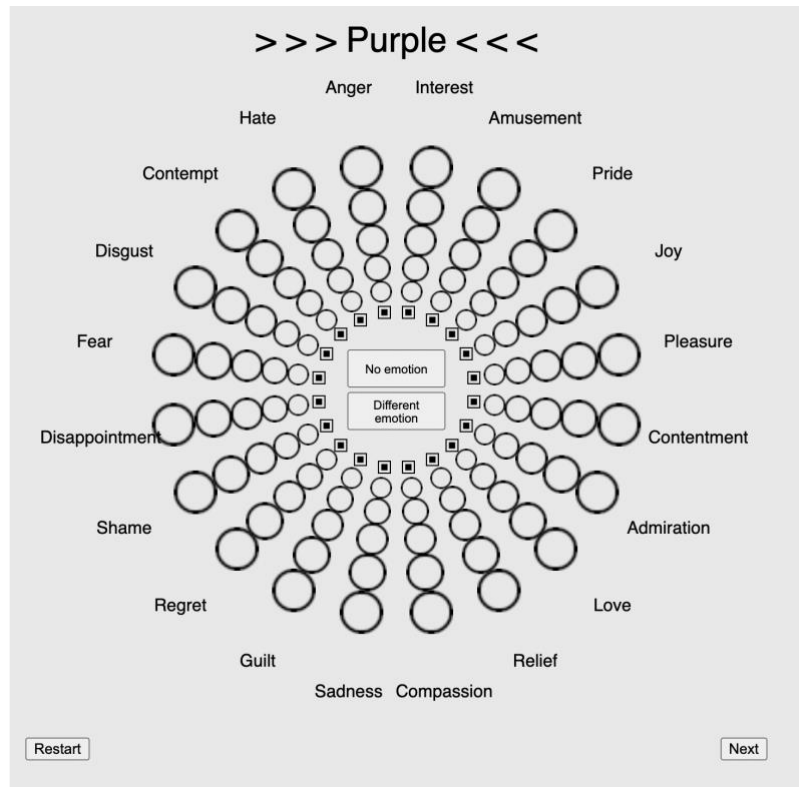 > > > Purple < < <
Anger Interest
Hate Amusement
Contempt Pride
Disgust Joy
Fear Pleasure
No emotion
Different
emotion
Disappointment Contentment
Shame Admiration
Regret Love
Guilt Relief
Sadness Compassion
Restart Next